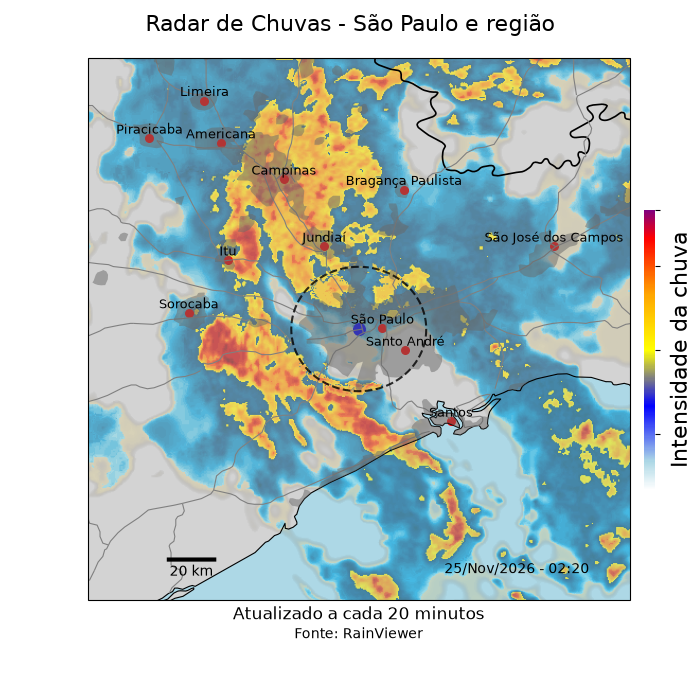 Radar de Chuvas - São Paulo e região
Limeira
Piracicaba
Americana
Campinas
Bragança Paulista
Jundiaí
São José dos Campos
Itu
Sorocaba
São Paulo
Santo André
Santos
Intensidade da chuva
25/Nov/2026 - 02:20
20 km
Atualizado a cada 20 minutos
Fonte: RainViewer